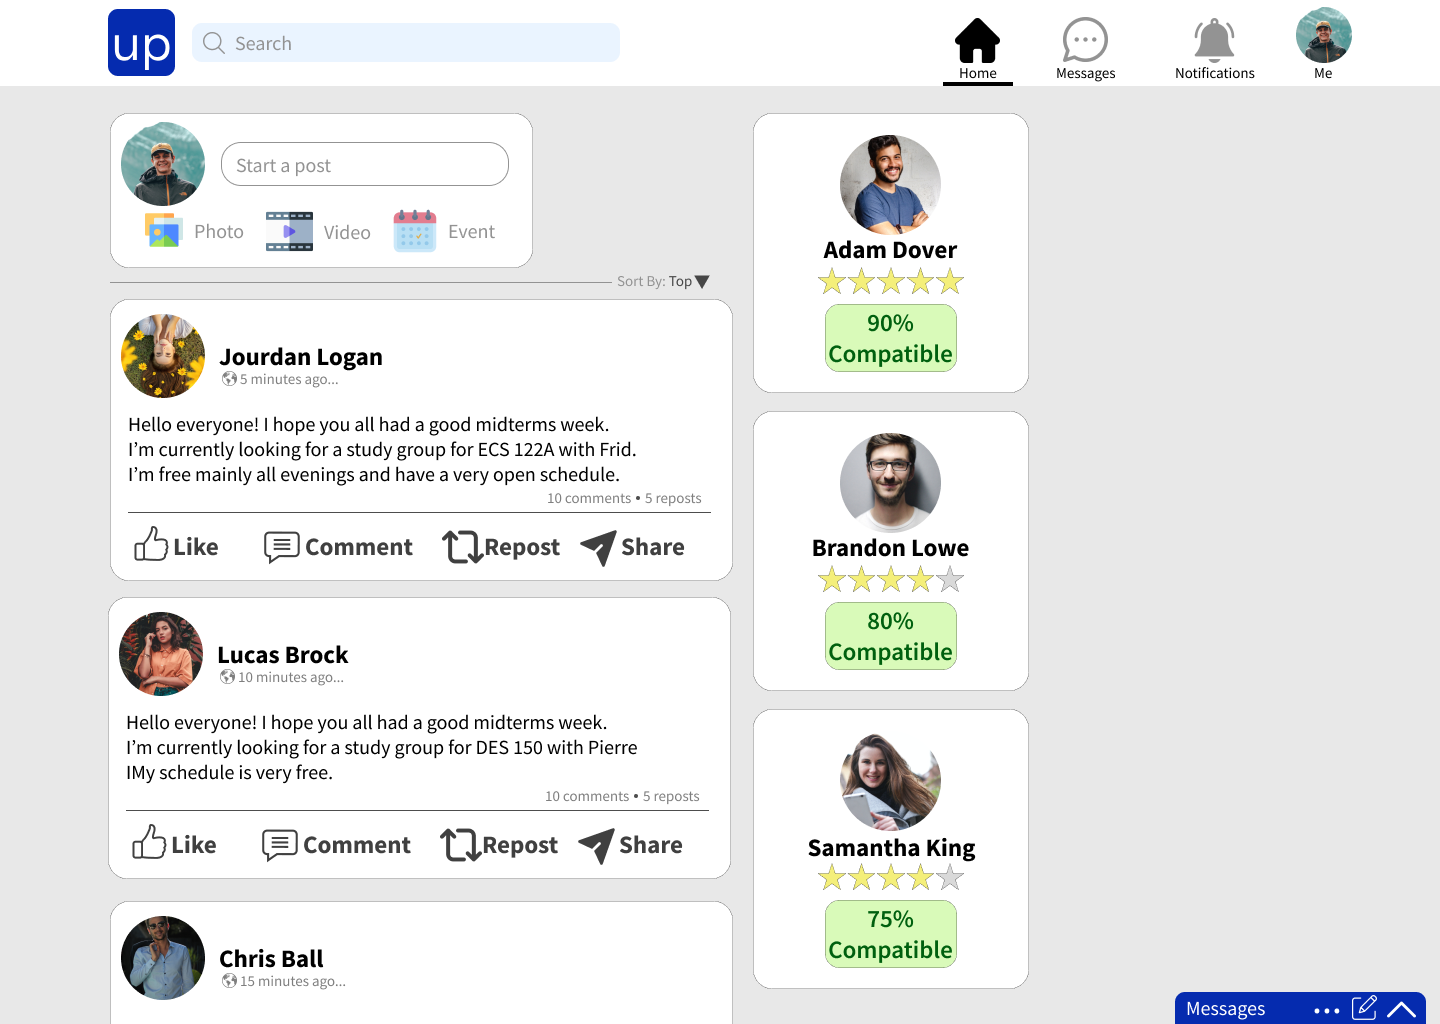 up
Search
Home
Messages
Notifications
Me
Start a post
Photo
Video
Event
Sort By: Top
Jourdan Logan
5 minutes ago...
Hello everyone! I hope you all had a good midterms week.
I'm currently looking for a study group for ECS 122A with Frid.
I'm free mainly all evenings and have a very open schedule.
10 comments • 5 reposts
Like
Comment
Repost
Share
Lucas Brock
10 minutes ago...
Hello everyone! I hope you all had a good midterms week.
I'm currently looking for a study group for DES 150 with Pierre
IMy schedule is very free.
10 comments • 5 reposts
Like
Comment
Repost
Share
Chris Ball
15 minutes ago...
Adam Dover
90%
Compatible
Brandon Lowe
80%
Compatible
Samantha King
75%
Compatible
Messages